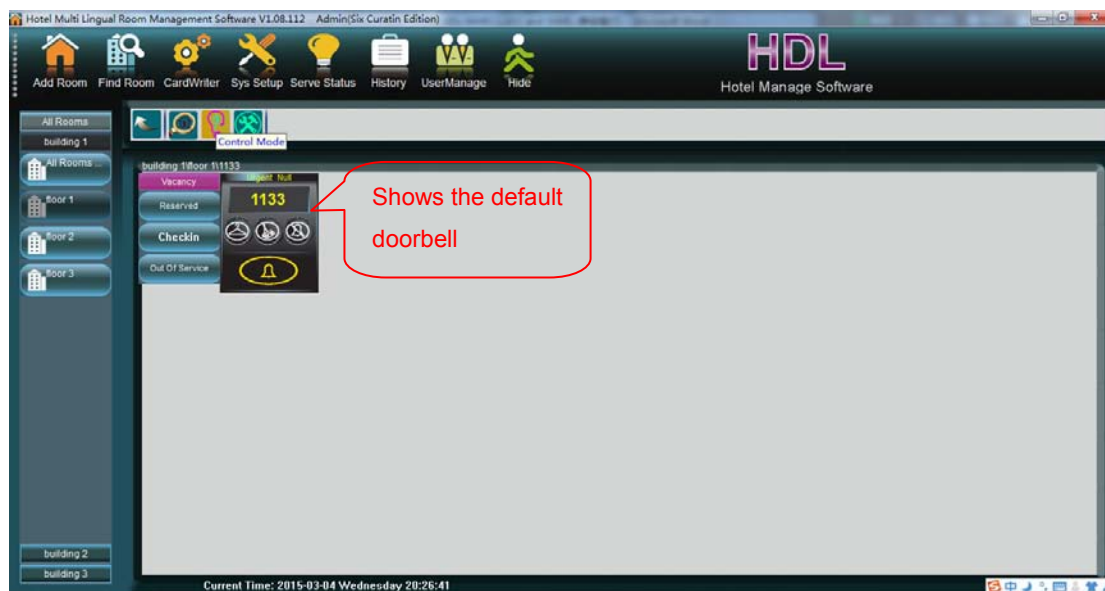 Hotel Multi Lingual Room Management Software V1.08.112 Admin(Six Curatin Edition)
Add Room Find Room CardWriter Sys Setup Serve Status History UserManage Hide
HDL
Hotel Manage Software
All Rooms
building 1
All Rooms ...
floor 1
floor 2
floor 3
building 2
building 3
Control Mode
building 1\floor 1\1133
Vacancy
Reserved
Checkin
Out Of Service
Urgent Null
1133
Shows the default
doorbell
Current Time: 2015-03-04 Wednesday 20:26:41
中